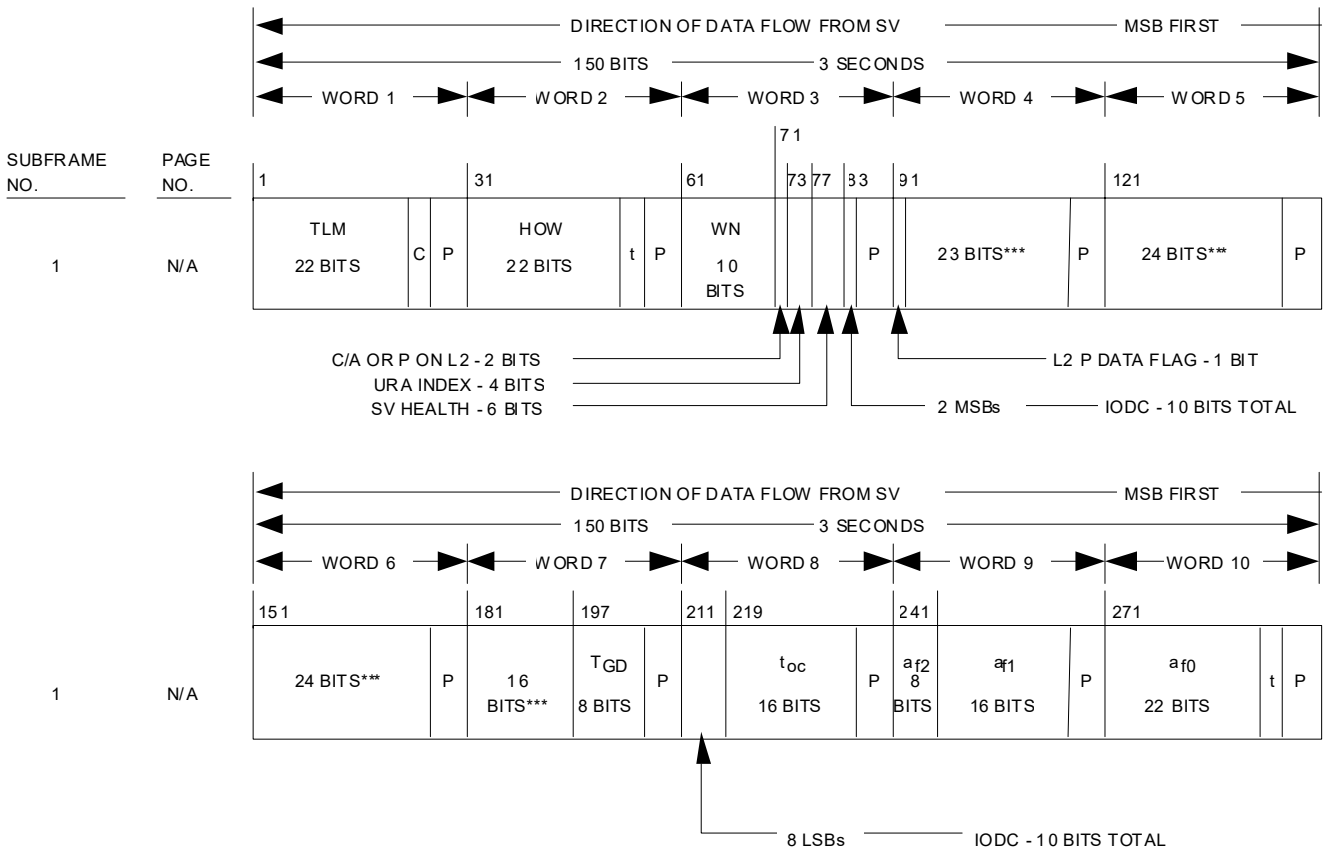 DIRECTION OF DATA FLOW FROM SV MSB FIRST
150 BITS 3 SECONDS
WORD 1 WORD 2 WORD 3 WORD 4 WORD 5
SUBFRAME NO. PAGE NO.
1 31 61 71 73 77 83 91 121
1 N/A
TLM 22 BITS C P
HOW 22 BITS t P
WN 10 BITS P
23 BITS*** P
24 BITS*** P
C/A OR P ON L2 - 2 BITS
URA INDEX - 4 BITS
SV HEALTH - 6 BITS
L2 P DATA FLAG - 1 BIT
2 MSBs IODC - 10 BITS TOTAL
DIRECTION OF DATA FLOW FROM SV MSB FIRST
150 BITS 3 SECONDS
WORD 6 WORD 7 WORD 8 WORD 9 WORD 10
151 181 197 211 219 241 271
1 N/A
24 BITS*** P
16 BITS***
TGD 8 BITS P
toc 16 BITS P
af2 8 BITS
af1 16 BITS P
af0 22 BITS t P
8 LSBs IODC - 10 BITS TOTAL